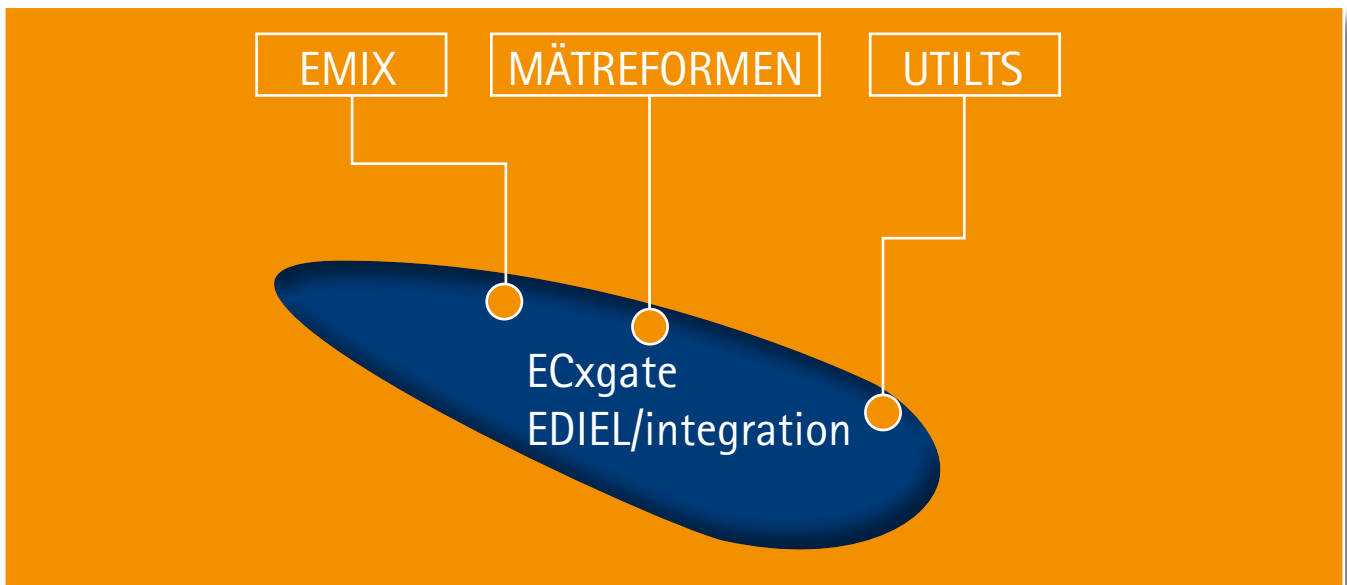 EMIX
MÄTREFORMEN
UTILTS
ECxgate
EDIEL/integration